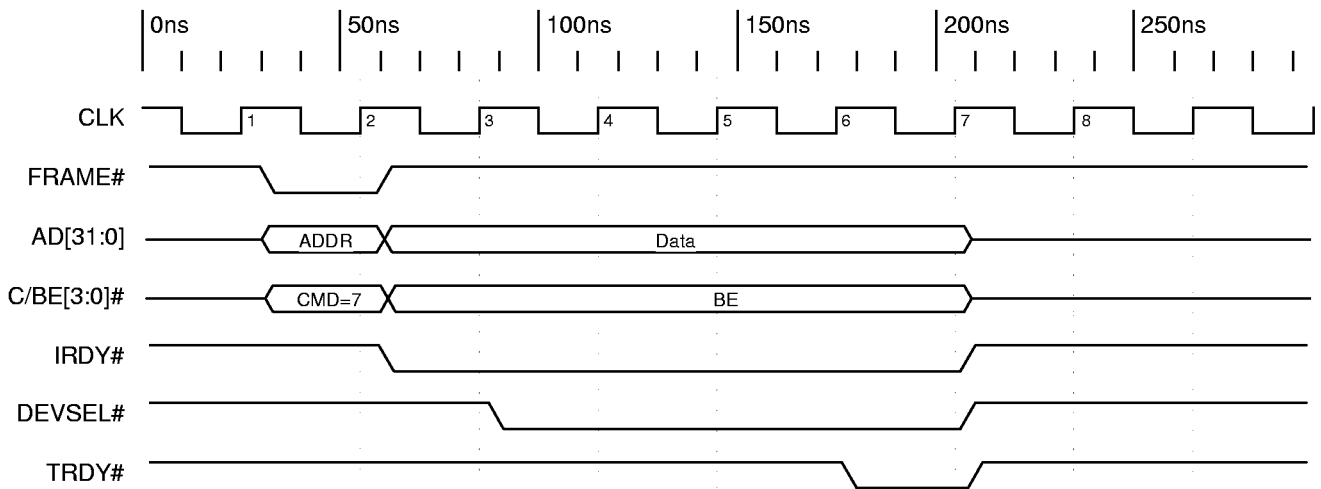 0ns 50ns 100ns 150ns 200ns 250ns
CLK 1 2 3 4 5 6 7 8
FRAME#
AD[31:0] ADDR Data
C/BE[3:0]# CMD=7 BE
IRDY#
DEVSEL#
TRDY#